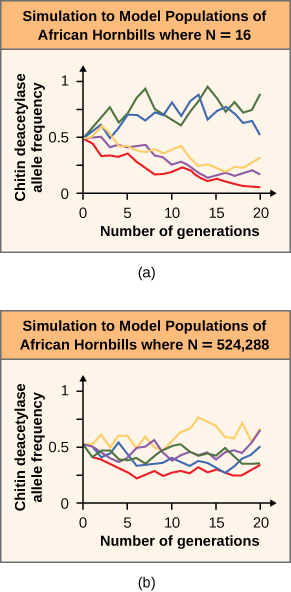 Simulation to Model Populations of
African Hornbills where N = 16
Chitin deacetylase
allele frequency
1
0.5
0
0 5 10 15 20
Number of generations
(a)
Simulation to Model Populations of
African Hornbills where N = 524,288
Chitin deacetylase
allele frequency
1
0.5
0
0 5 10 15 20
Number of generations
(b)